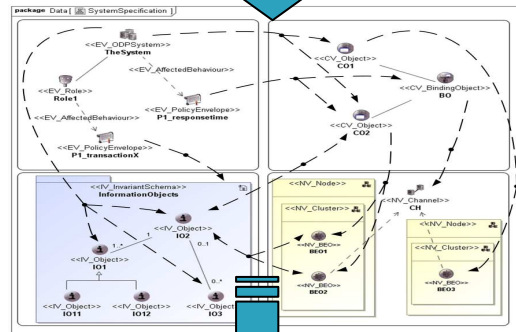 package Data [ SystemSpecification ]
<<EV_ODPSystem>>
TheSystem
<<EV_AffectedBehaviour>>
<<EV_Role>>
Role1
<<EV_AffectedBehaviour>>
<<EV_PolicyEnvelope>>
P1_responsetime
<<EV_PolicyEnvelope>>
P1_transactionX
<<CV_Object>>
CO1
<<CV_BindingObject>>
BO
<<CV_Object>>
CO2
<<IV_InvariantSchema>>
InformationObjects
<<IV_Object>>
IO2
1..*
1
0..1
<<IV_Object>>
IO1
0..*
<<IV_Object>>
IO11
<<IV_Object>>
IO12
<<IV_Object>>
IO3
<<NV_Node>>
<<NV_Cluster>>
<<NV_BEO>>
BEO1
<<NV_BEO>>
BEO2
<<NV_Channel>>
CH
<<NV_Node>>
<<NV_Cluster>>
<<NV_BEO>>
BEO3